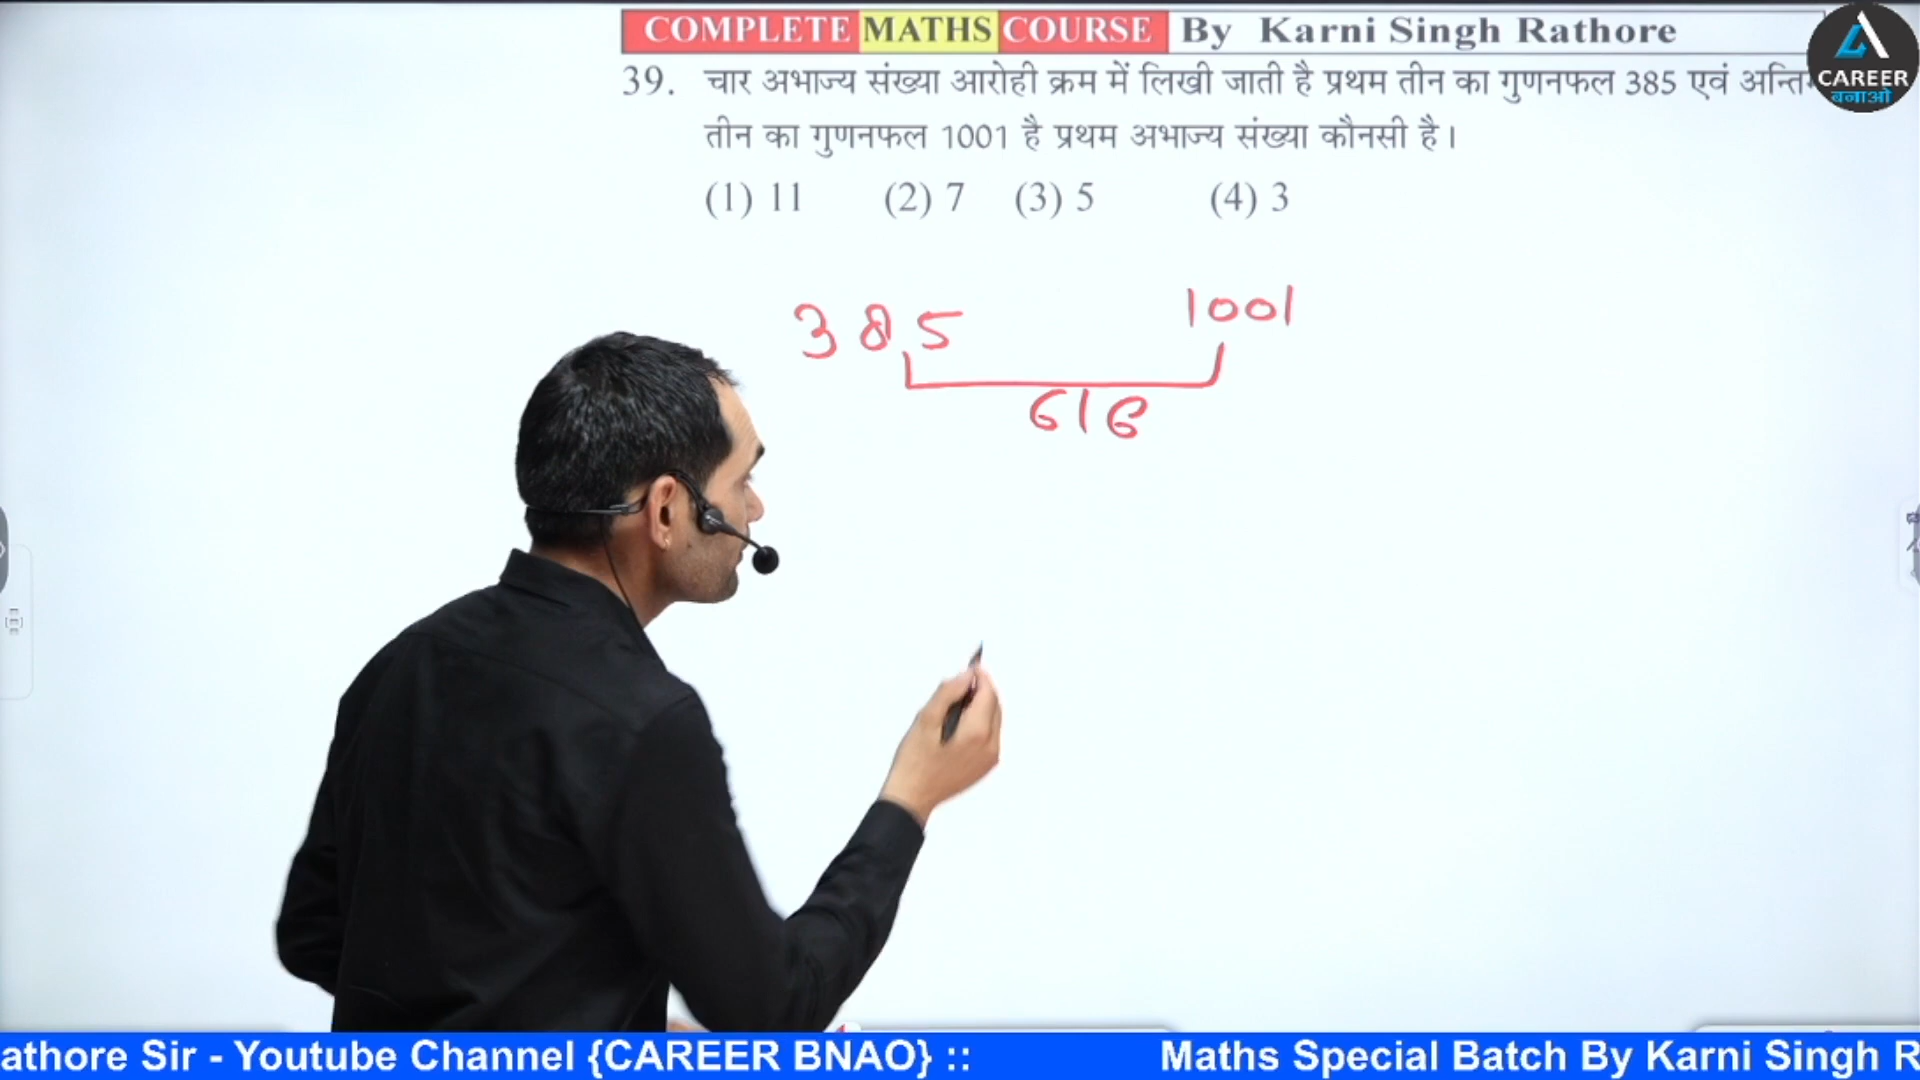 COMPLETE MATHS COURSE By Karni Singh Rathore
CAREER
बनाओ
39. चार अभाज्य संख्या आरोही क्रम में लिखी जाती है प्रथम तीन का गुणनफल 385 एवं
तीन का गुणनफल 1001 है प्रथम अभाज्य संख्या कौनसी है।
(1) 11 (2) 7 (3) 5 (4) 3
385 1001
616
athore Sir - Youtube Channel {CAREER BNAO} :: Maths Special Batch By Karni Singh R